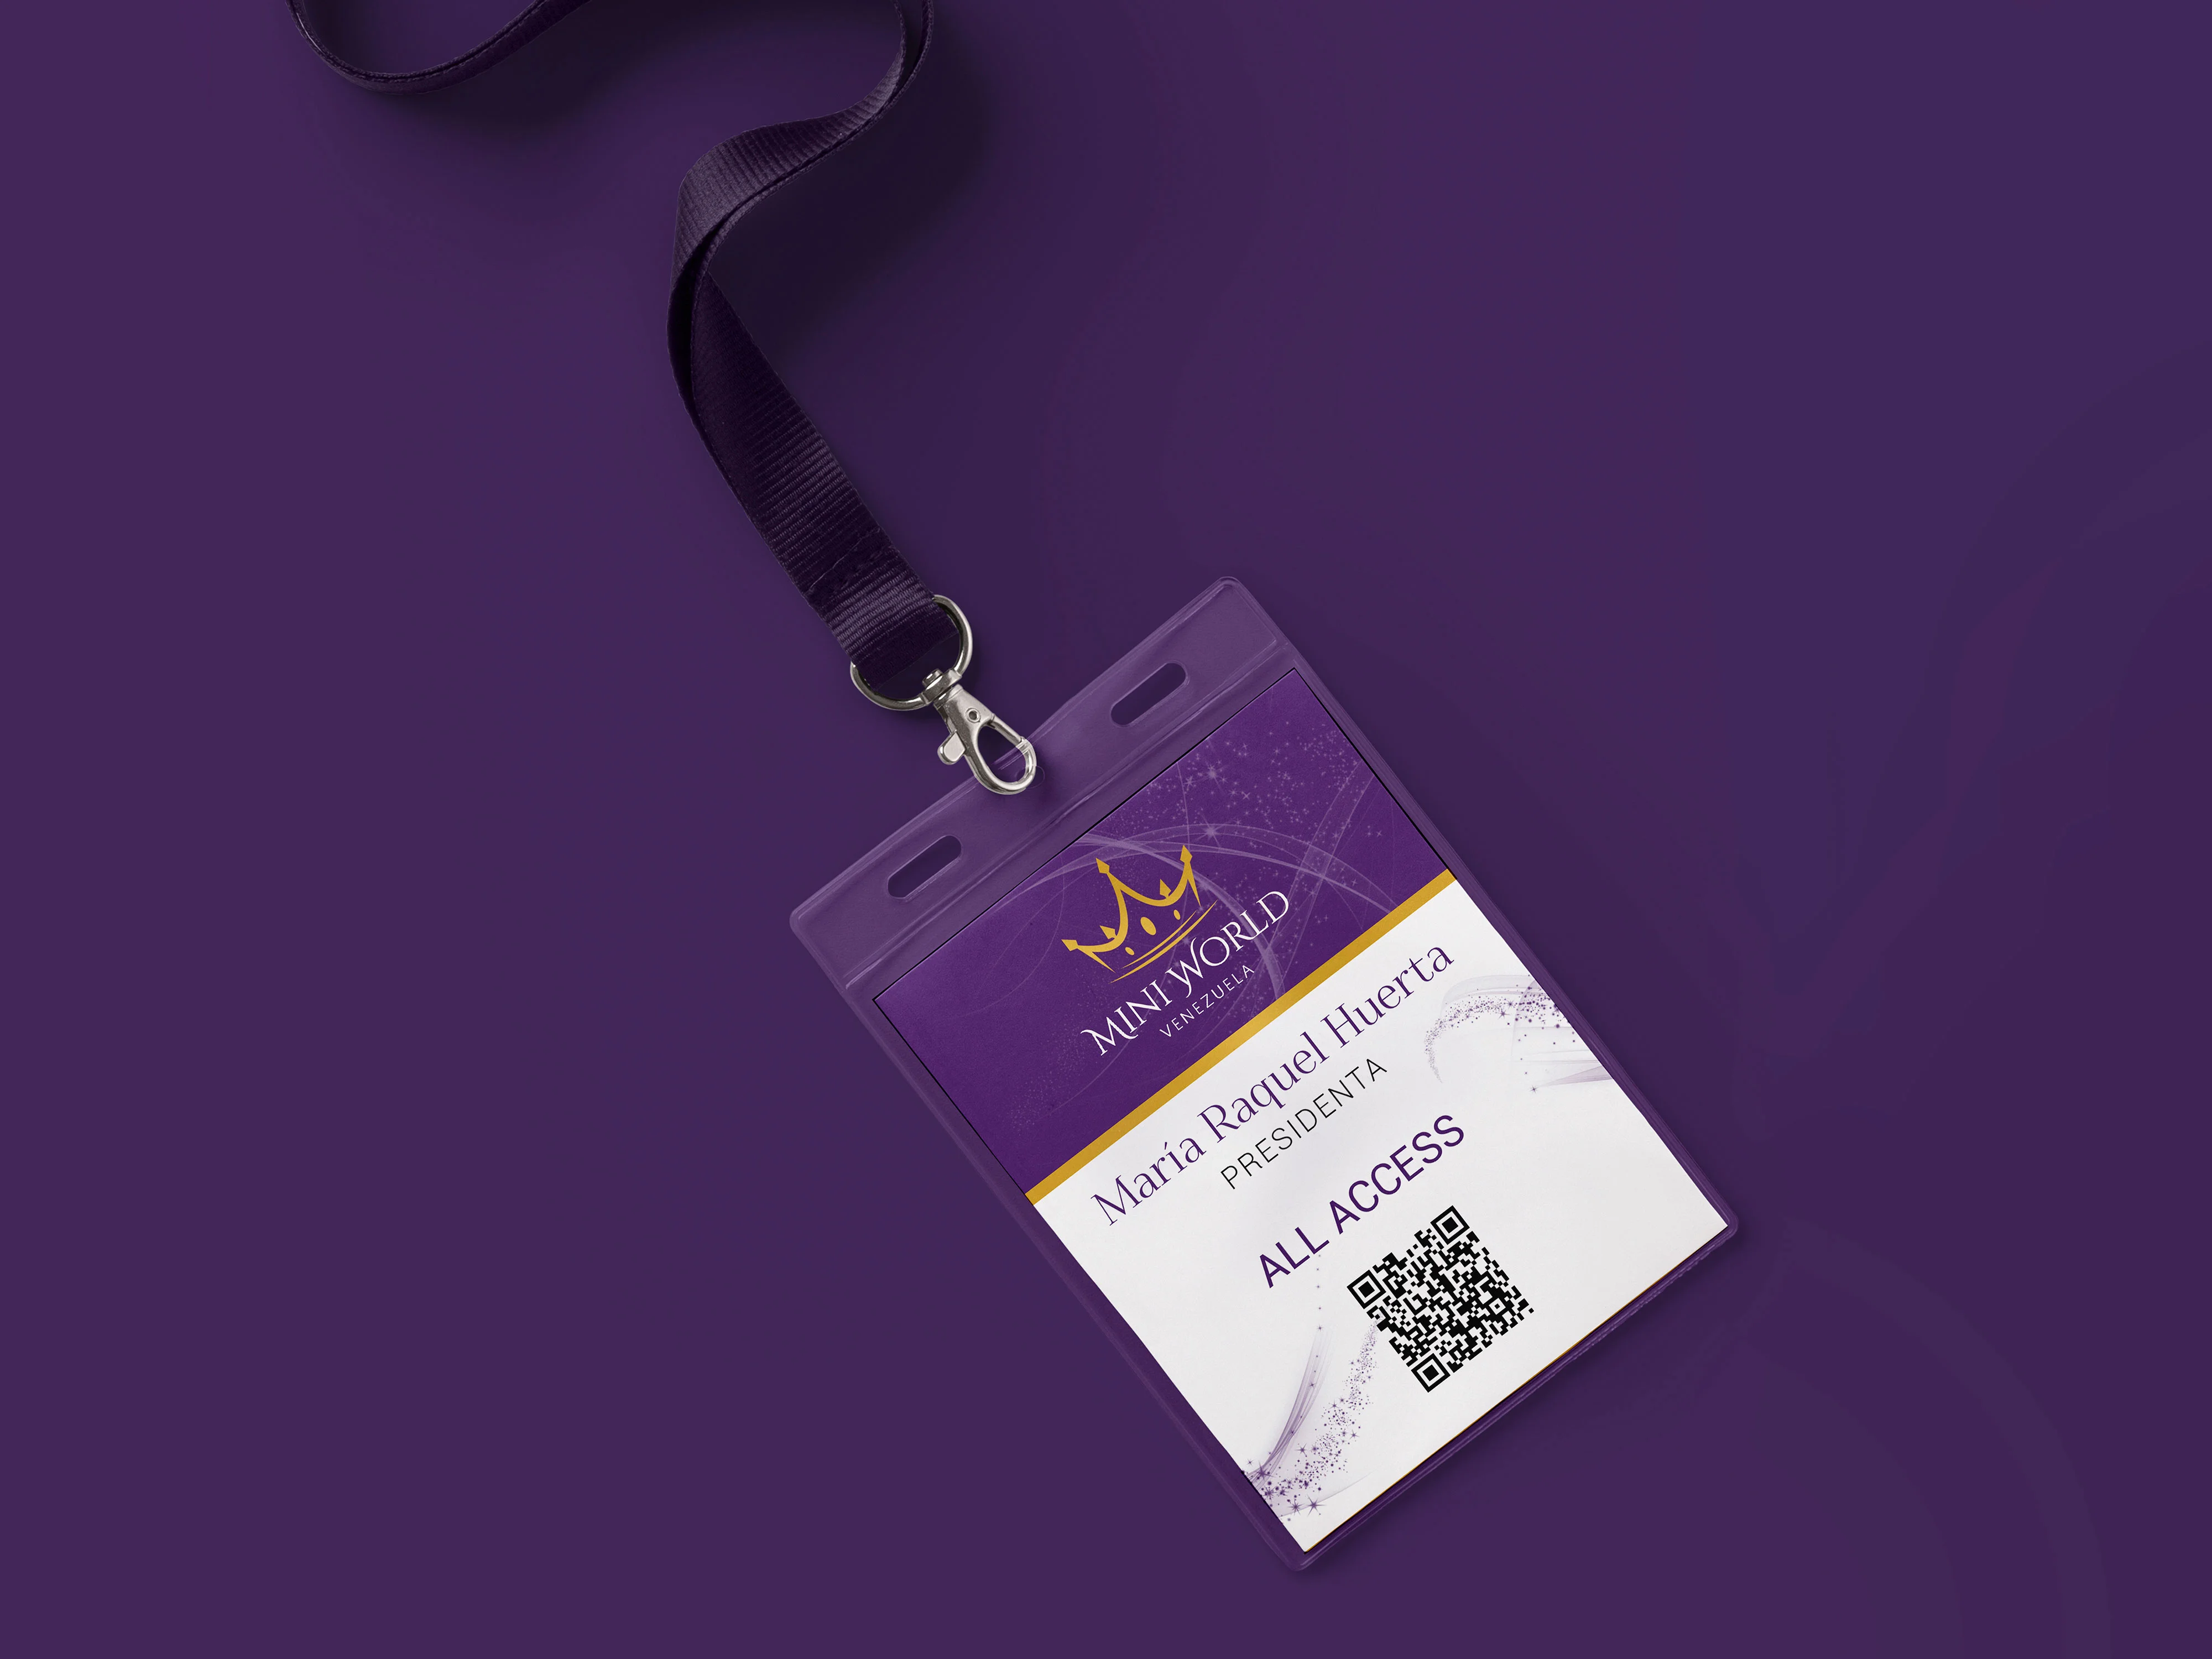 MINI WORLD
VENEZUELA
María Raquel Huerta
PRESIDENTA
ALL ACCESS